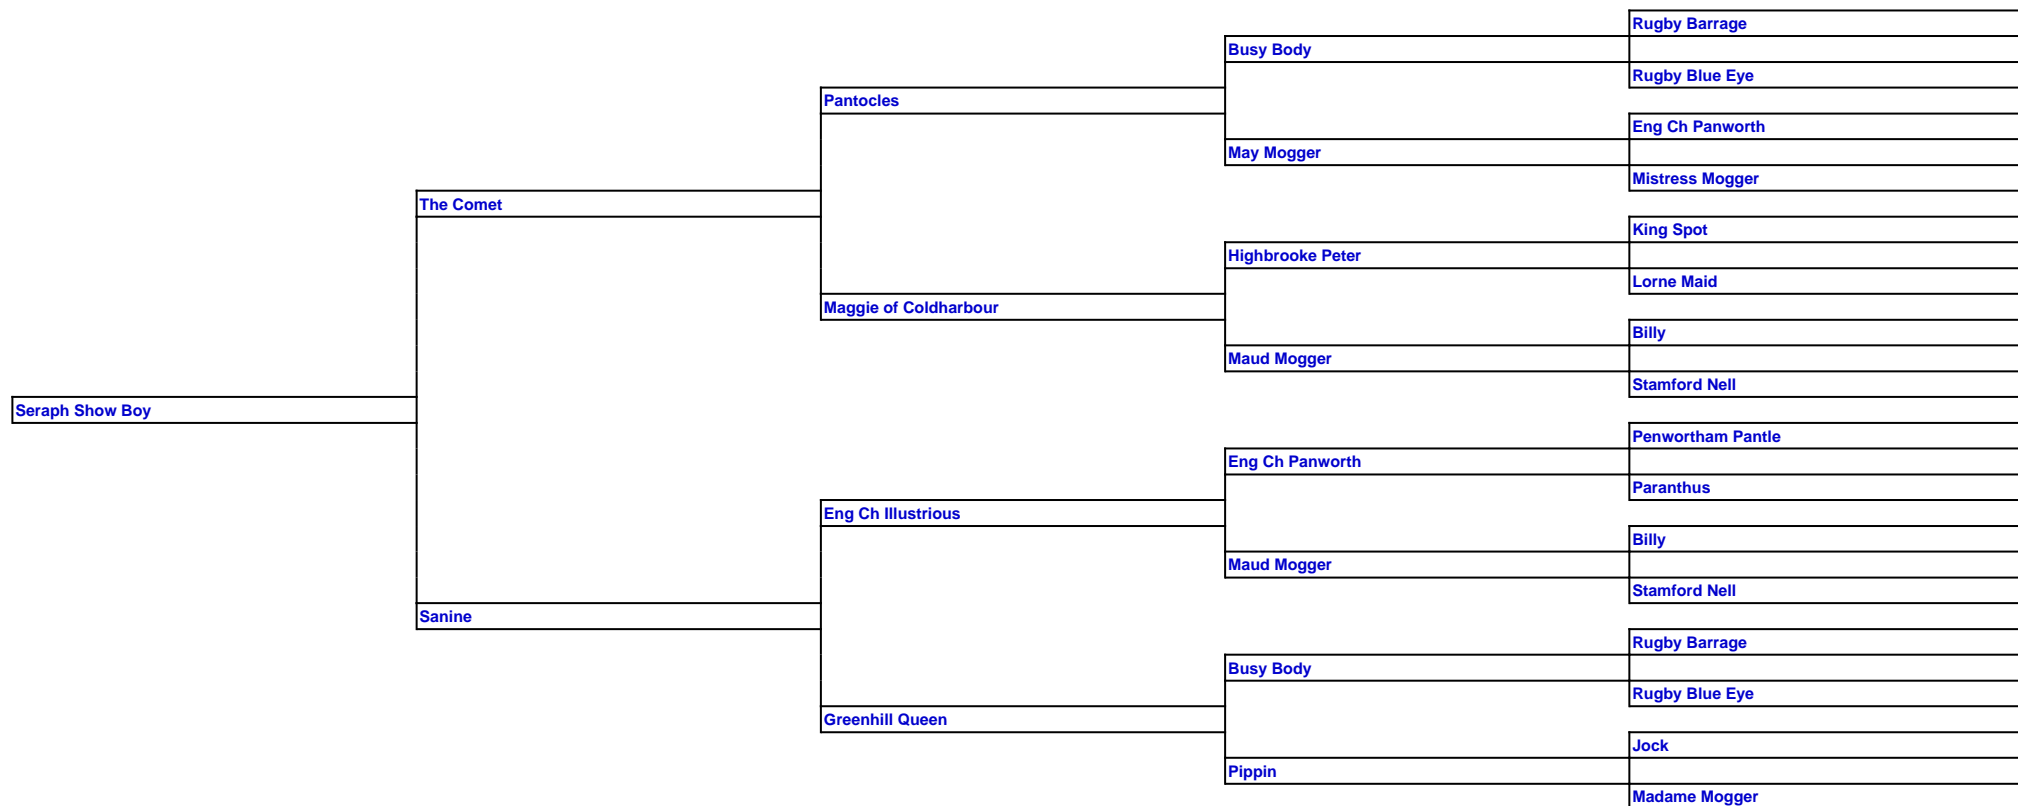 Rugby Barrage
Busy Body
Rugby Blue Eye
Pantocles
Eng Ch Panworth
May Mogger
Mistress Mogger
The Comet
King Spot
Highbrooke Peter
Lorne Maid
Maggie of Coldharbour
Billy
Maud Mogger
Stamford Nell
Seraph Show Boy
Penwortham Pantle
Eng Ch Panworth
Paranthus
Eng Ch Illustrious
Billy
Maud Mogger
Stamford Nell
Sanine
Rugby Barrage
Busy Body
Rugby Blue Eye
Greenhill Queen
Jock
Pippin
Madame Mogger